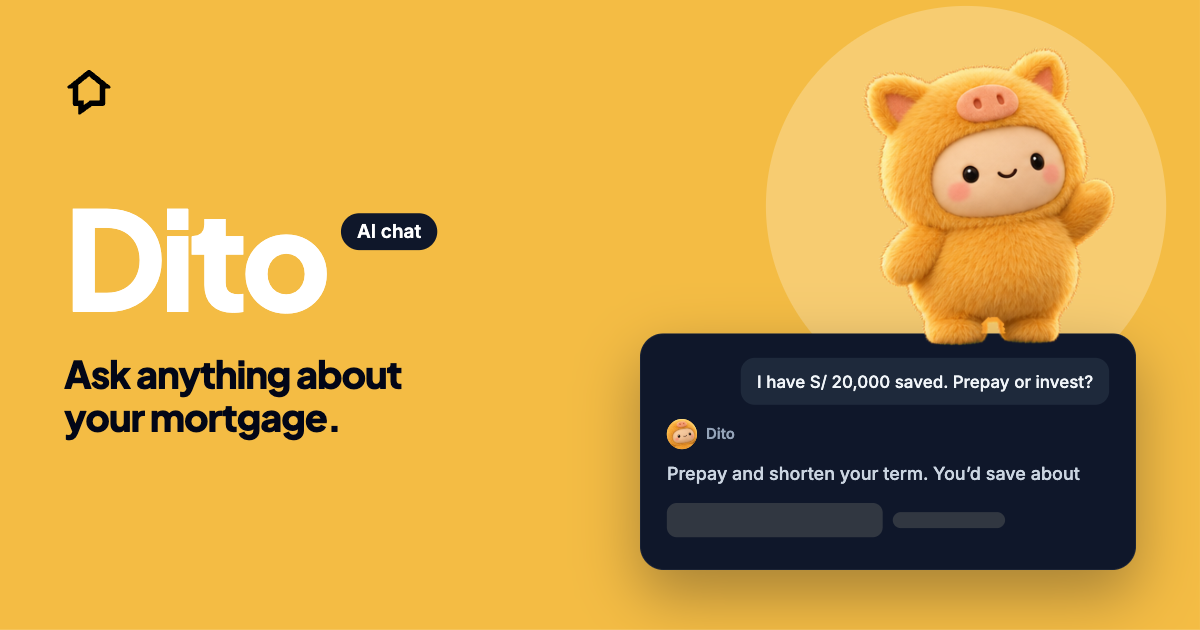 Dito
AI chat
Ask anything about
your mortgage.
I have S/ 20,000 saved. Prepay or invest?
Dito
Prepay and shorten your term. You’d save about